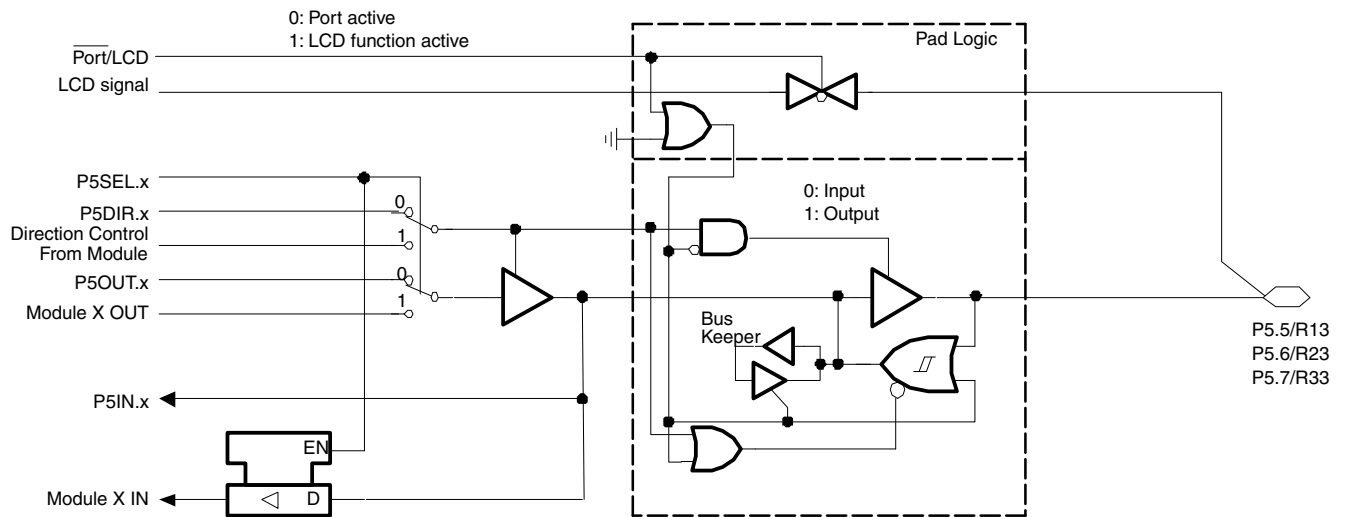 0: Port active
1: LCD function active
Pad Logic
Port/LCD
LCD signal
P5SEL.x
0
P5DIR.x
Direction Control
From Module
1
P5OUT.x
0
Module X OUT
1
0: Input
1: Output
Bus
Keeper
P5.5/R13
P5.6/R23
P5.7/R33
P5IN.x
EN
Module X IN
D